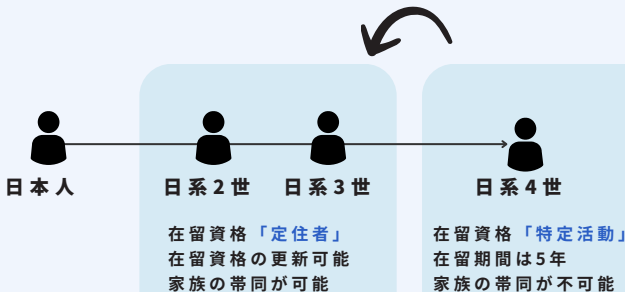 日本人
日系2世
日系3世
日系4世
在留資格「定住者」
在留資格の更新可能
家族の帯同が可能
在留資格「特定活動」
在留期間は5年
家族の帯同が不可能